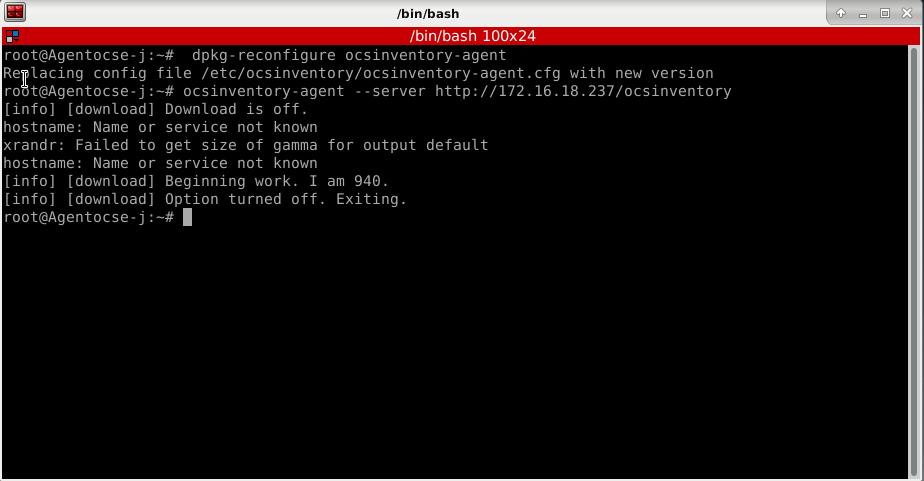 /bin/bash
/bin/bash 100x24
root@Agentocse-j:~#  dpkg-reconfigure ocsinventory-agent
Replacing config file /etc/ocsinventory/ocsinventory-agent.cfg with new version
root@Agentocse-j:~# ocsinventory-agent --server http://172.16.18.237/ocsinventory
[info] [download] Download is off.
hostname: Name or service not known
xrandr: Failed to get size of gamma for output default
hostname: Name or service not known
[info] [download] Beginning work. I am 940.
[info] [download] Option turned off. Exiting.
root@Agentocse-j:~#